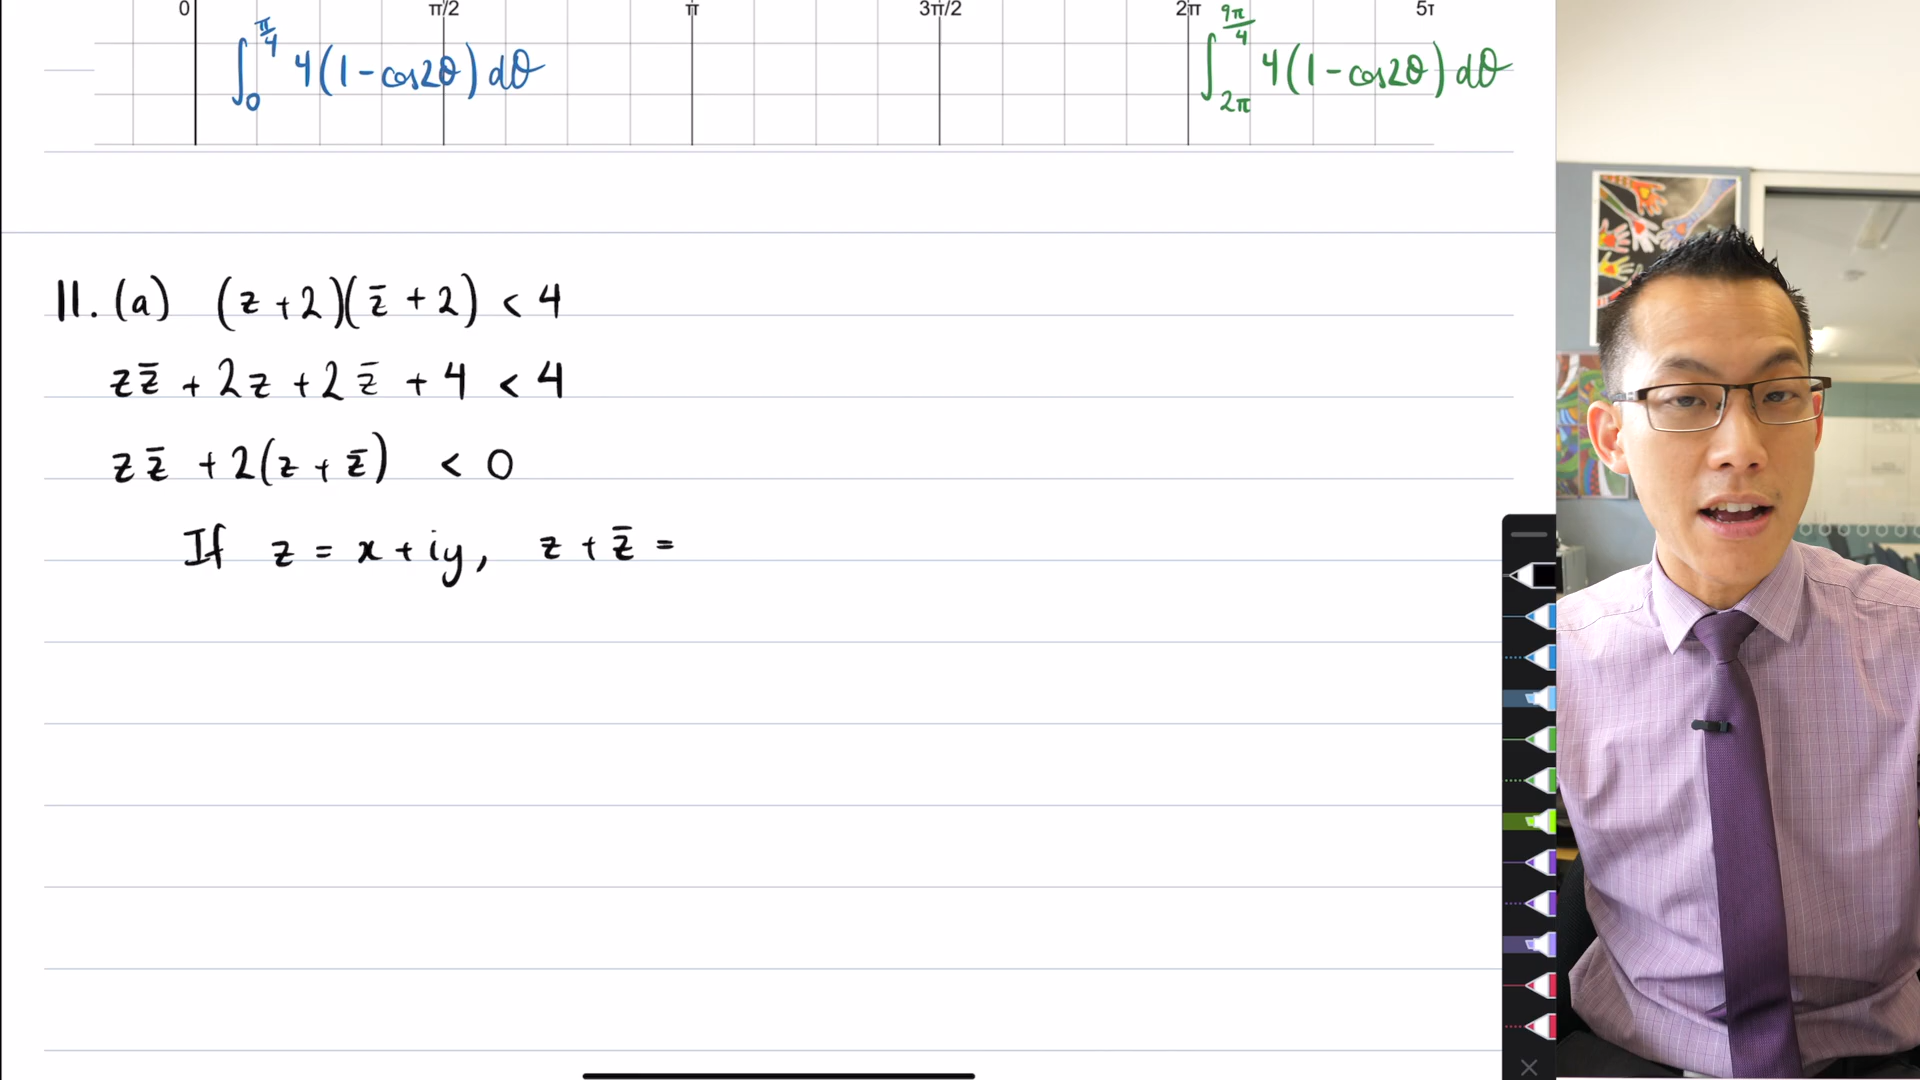 0 π/2 π 3π/2 2π 5π
∫₀^{π/4} 4(1-cos2θ) dθ
∫_{2π}^{9π/4} 4(1-cos2θ) dθ
11. (a) (z+2)(z̄+2) < 4
zz̄ + 2z + 2z̄ + 4 < 4
zz̄ + 2(z + z̄) < 0
If z = x + iy, z + z̄ =